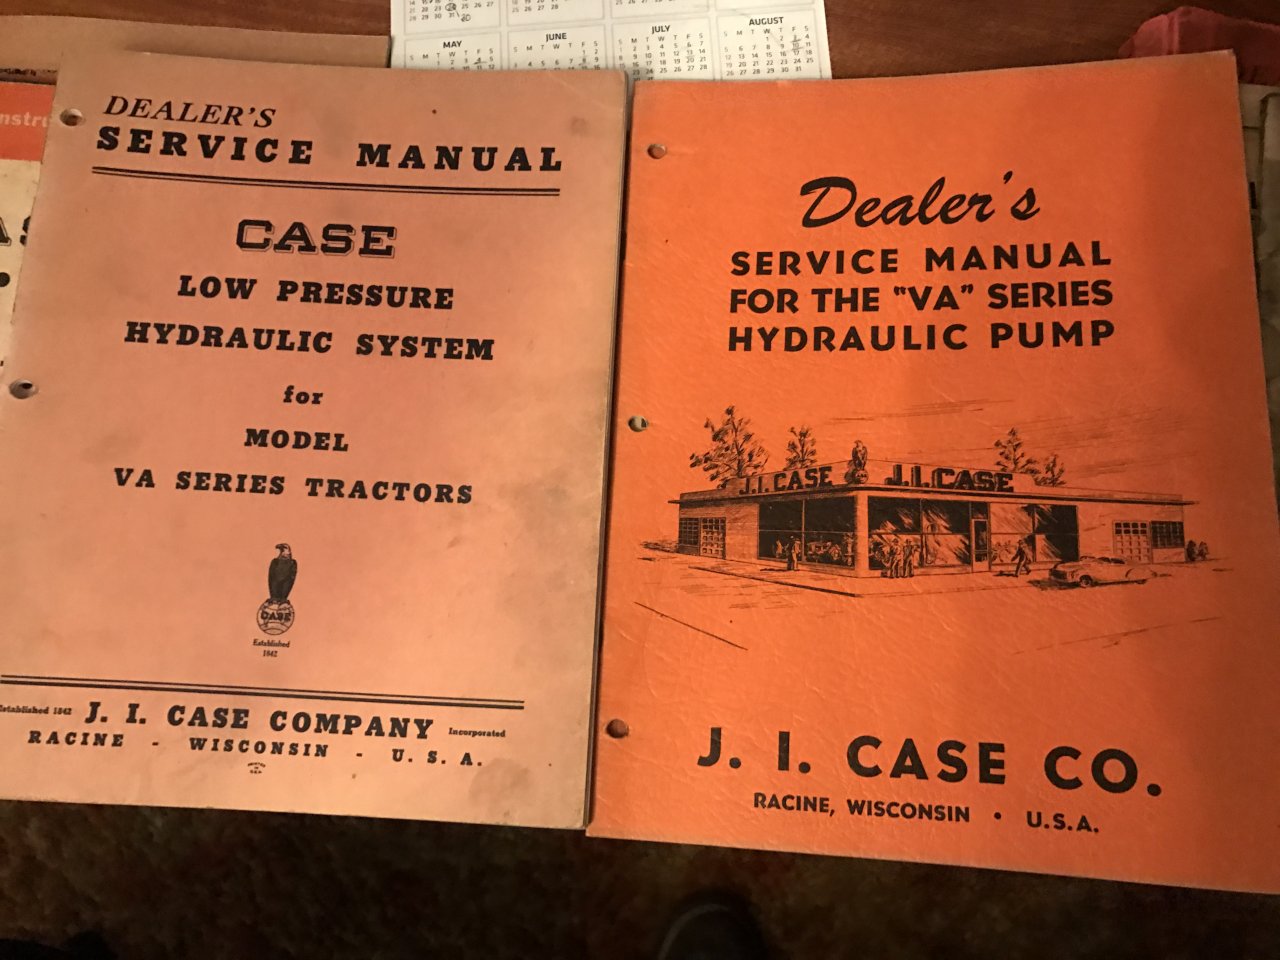 MAY
JUNE
JULY
AUGUST
S M T W T F S
DEALER'S
SERVICE MANUAL
CASE
LOW PRESSURE
HYDRAULIC SYSTEM
for
MODEL
VA SERIES TRACTORS
CASE
Established
1842
Established 1842 J. I. CASE COMPANY Incorporated
RACINE - WISCONSIN - U. S. A.
Dealer's
SERVICE MANUAL
FOR THE "VA" SERIES
HYDRAULIC PUMP
J.I. CASE J.I. CASE
J. I. CASE CO.
RACINE, WISCONSIN • U.S.A.